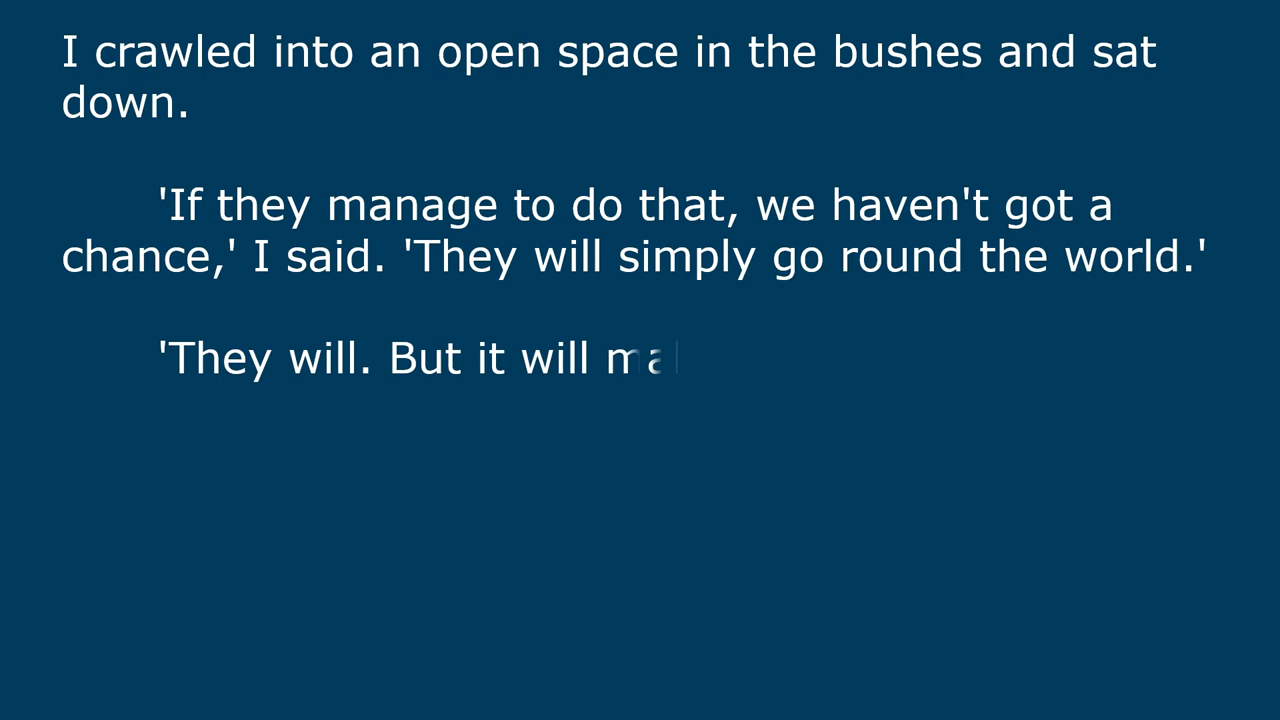 I crawled into an open space in the bushes and sat
down.
'If they manage to do that, we haven't got a
chance,' I said. 'They will simply go round the world.'
'They will. But it will